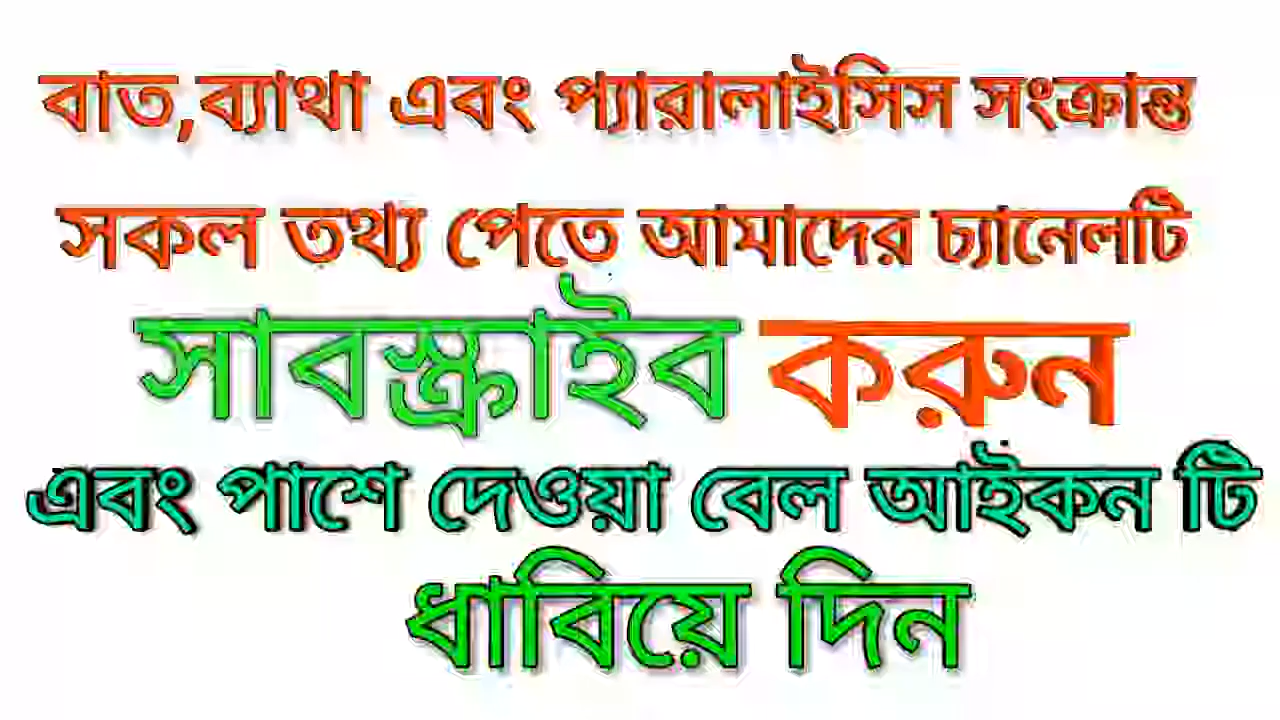 বাত,ব্যাথা এবং প্যারালাইসিস সংক্রান্ত
সকল তথ্য পেতে আমাদের চ্যানেলটি
সাবস্ক্রাইব করুন
এবং পাশে দেওয়া বেল আইকন টি
ধাবিয়ে দিন